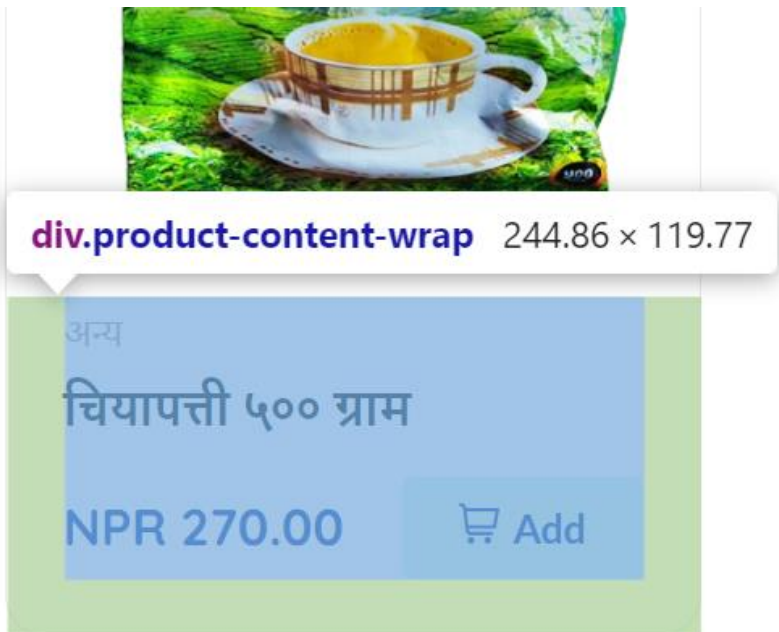 div.product-content-wrap 244.86 × 119.77
अन्य
चियापत्ती ५०० ग्राम
NPR 270.00 Add